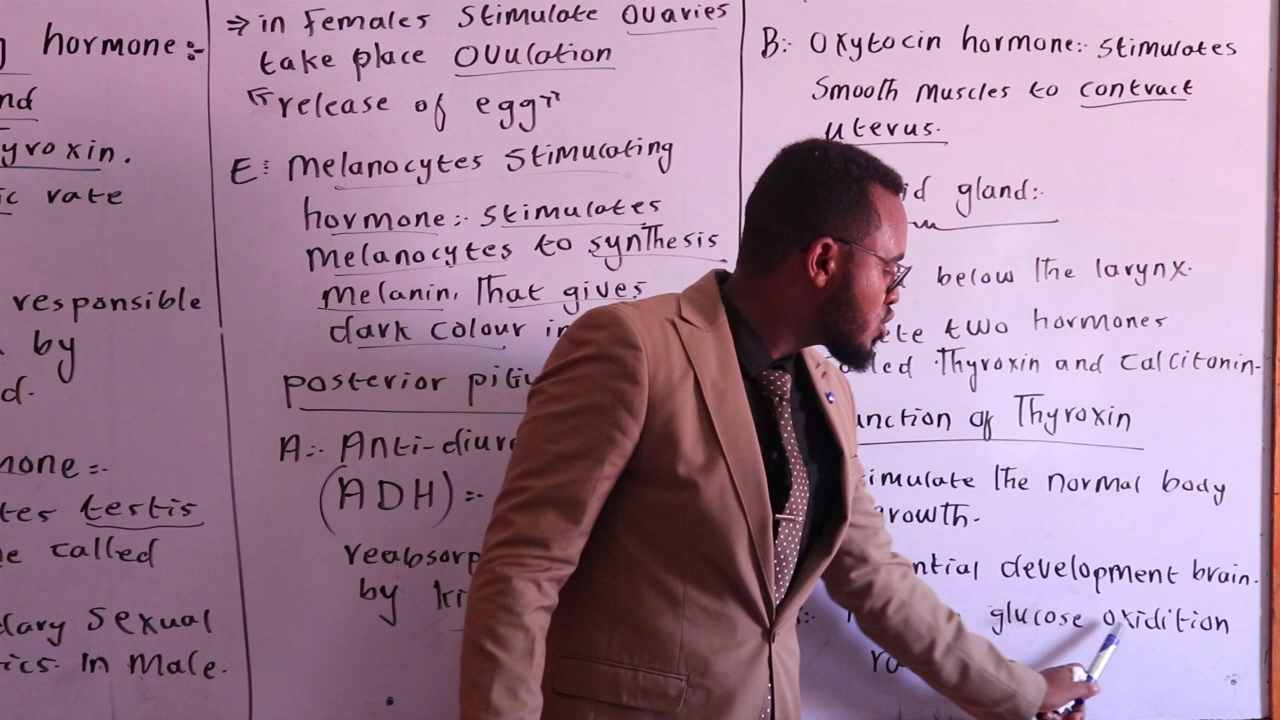 hormone:-
nd
yroxin.
ic rate
responsible
by
d.
mone:-
tes testis
e called
dary sexual
ics in male.
⇒ in females stimulate ovaries
take place ovulation
"release of egg"
E: Melanocytes Stimulating
hormone:- stimulates
melanocytes to synthesis
melanin, That gives
dark colour in
posterior pitu
A:- Anti-diure
(ADH):-
reabsorp
by ki
B:- Oxytocin hormone:- stimulates
Smooth muscles to contract
uterus.
id gland:-
below the larynx.
ete two hormones
lled Thyroxin and Calcitonin-
unction of Thyroxin
imulate the normal body
rowth.
ntial development brain.
glucose oxidition
ra